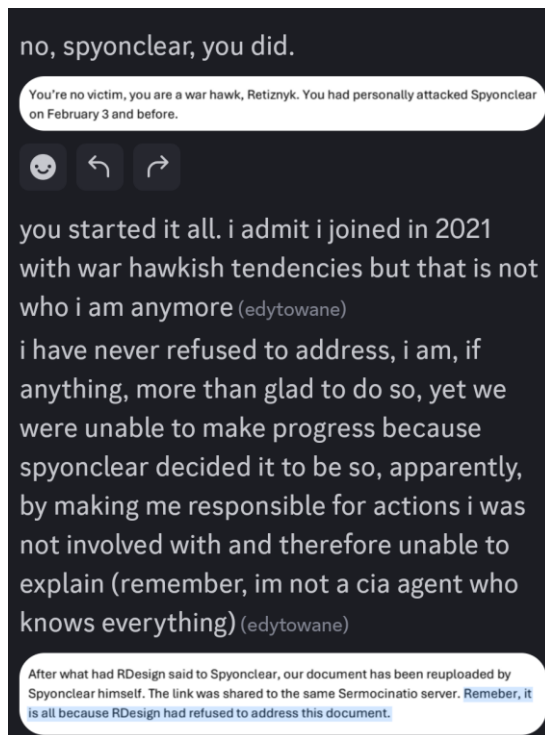 no, spyonclear, you did.
You're no victim, you are a war hawk, Retiznyk. You had personally attacked Spyonclear
on February 3 and before.
you started it all. i admit i joined in 2021
with war hawkish tendencies but that is not
who i am anymore (edytowane)
i have never refused to address, i am, if
anything, more than glad to do so, yet we
were unable to make progress because
spyonclear decided it to be so, apparently,
by making me responsible for actions i was
not involved with and therefore unable to
explain (remember, im not a cia agent who
knows everything) (edytowane)
After what had RDesign said to Spyonclear, our document has been reuploaded by
Spyonclear himself. The link was shared to the same Sermocinatio server. Remeber, it
is all because RDesign had refused to address this document.